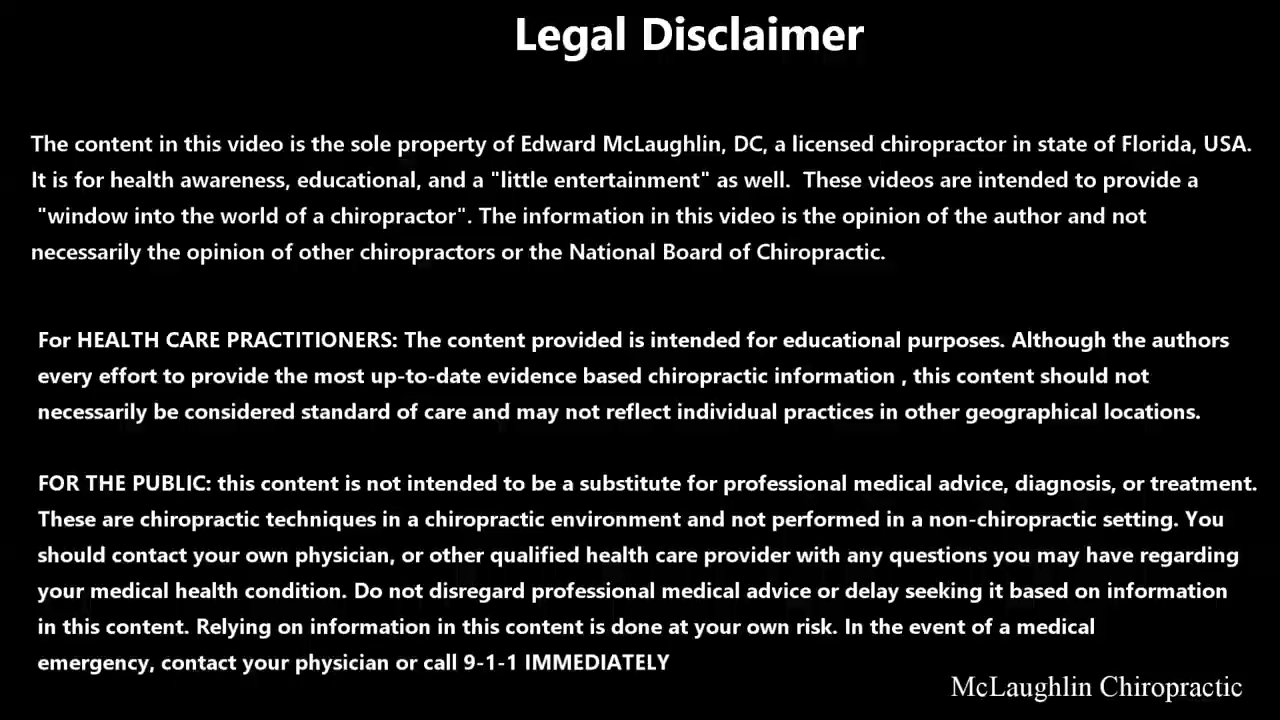 Legal Disclaimer
The content in this video is the sole property of Edward McLaughlin, DC, a licensed chiropractor in state of Florida, USA.
It is for health awareness, educational, and a "little entertainment" as well.  These videos are intended to provide a
"window into the world of a chiropractor". The information in this video is the opinion of the author and not
necessarily the opinion of other chiropractors or the National Board of Chiropractic.
For HEALTH CARE PRACTITIONERS: The content provided is intended for educational purposes. Although the authors
every effort to provide the most up-to-date evidence based chiropractic information , this content should not
necessarily be considered standard of care and may not reflect individual practices in other geographical locations.
FOR THE PUBLIC: this content is not intended to be a substitute for professional medical advice, diagnosis, or treatment.
These are chiropractic techniques in a chiropractic environment and not performed in a non-chiropractic setting. You
should contact your own physician, or other qualified health care provider with any questions you may have regarding
your medical health condition. Do not disregard professional medical advice or delay seeking it based on information
in this content. Relying on information in this content is done at your own risk. In the event of a medical
emergency, contact your physician or call 9-1-1 IMMEDIATELY
McLaughlin Chiropractic